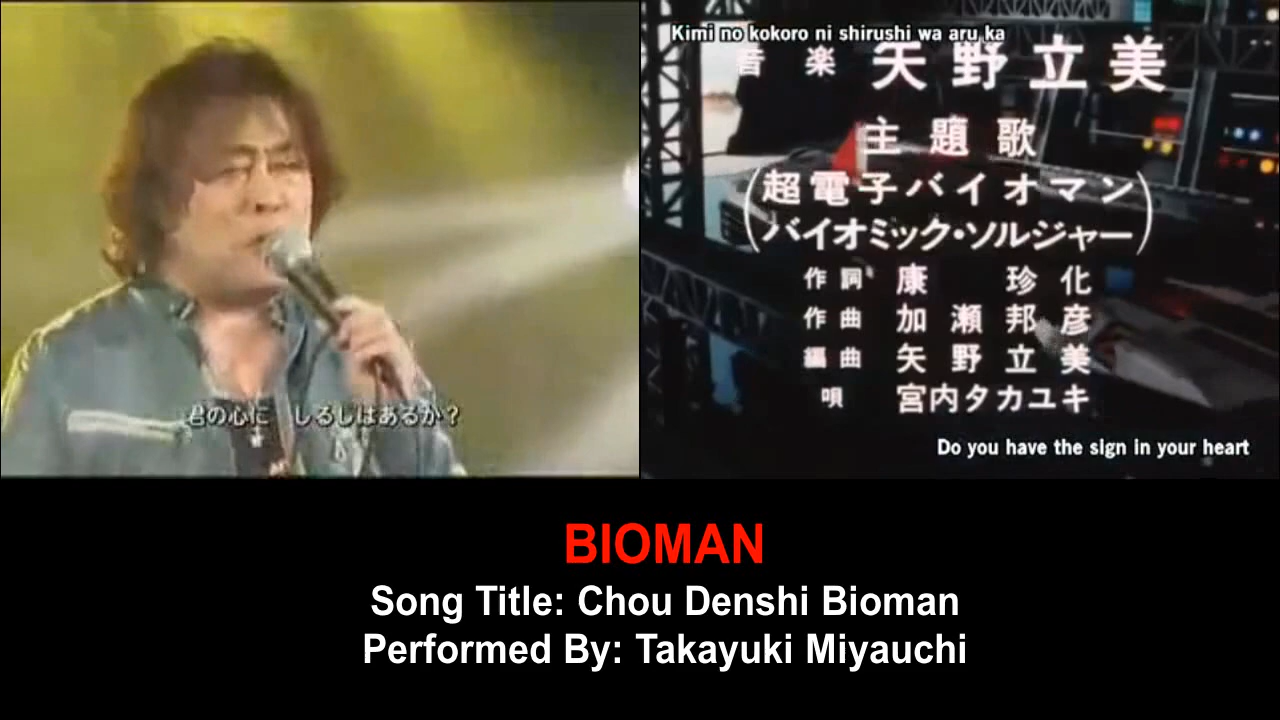 君の心に　しるしはあるか？
Kimi no kokoro ni shirushi wa aru ka
音楽 矢野立美
主題歌
(超電子バイオマン
バイオミック・ソルジャー)
作詞 康珍化
作曲 加瀬邦彦
編曲 矢野立美
唄 宮内タカユキ
Do you have the sign in your heart
BIOMAN
Song Title: Chou Denshi Bioman
Performed By: Takayuki Miyauchi